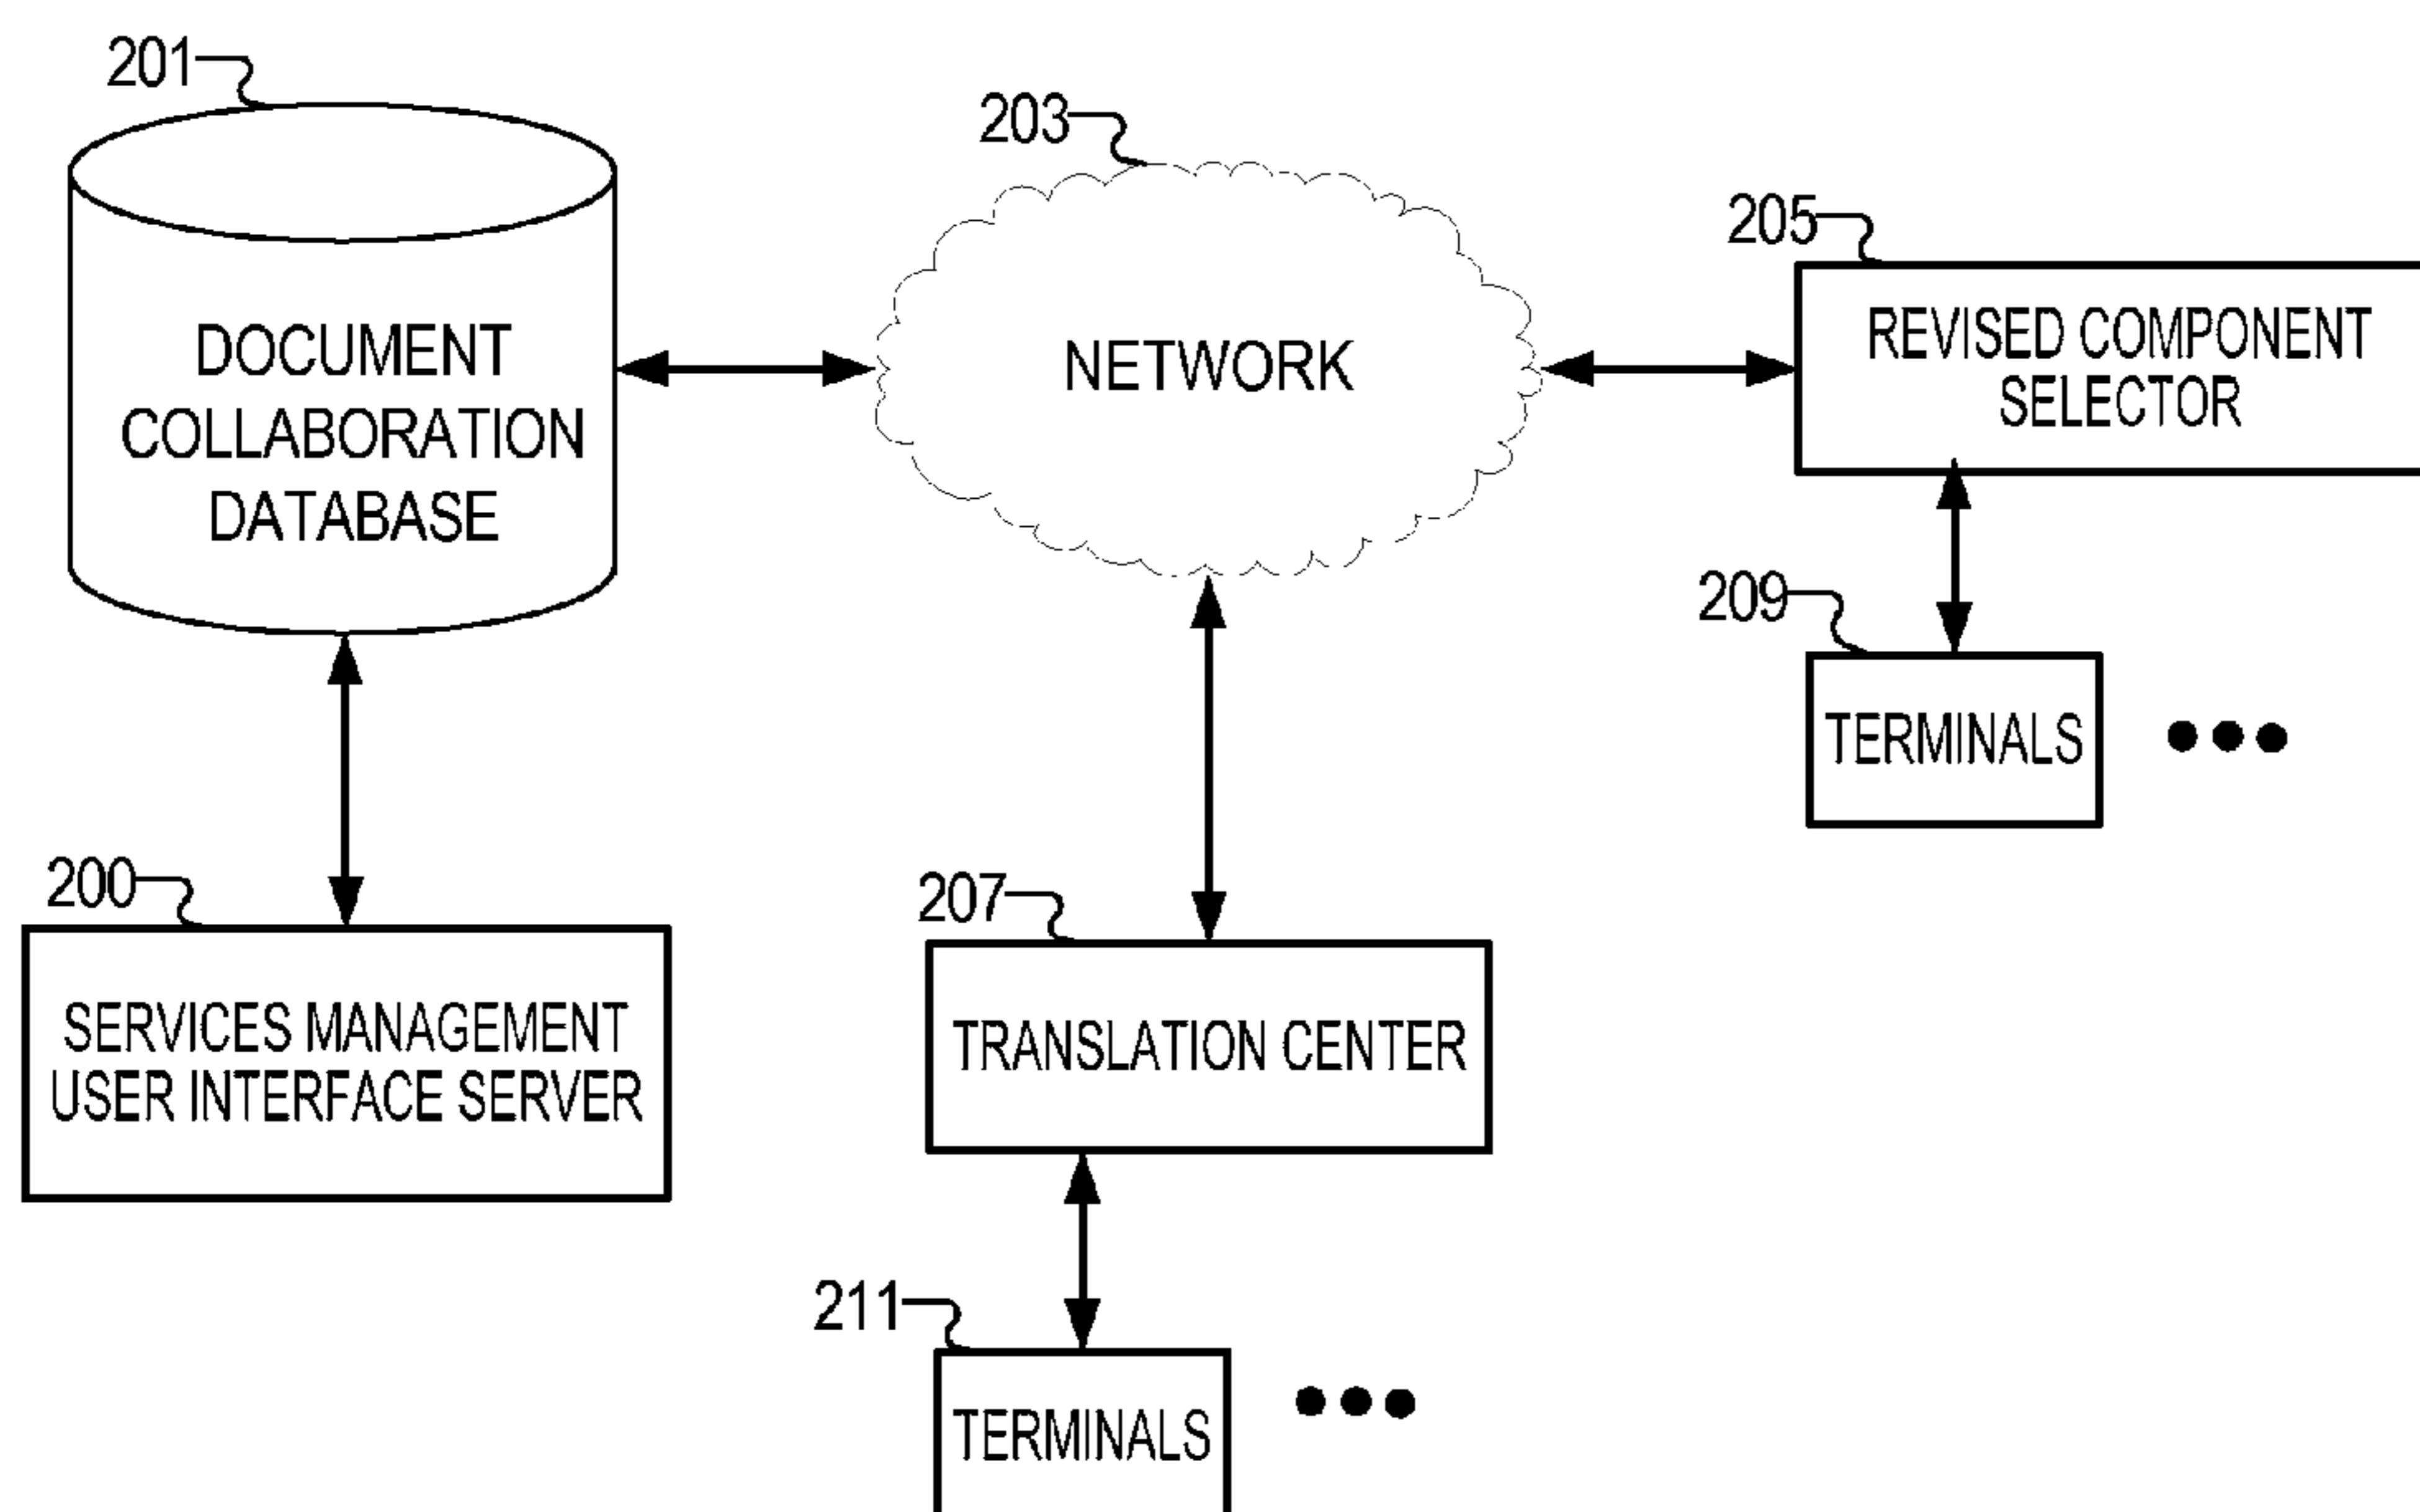 201
DOCUMENT
COLLABORATION
DATABASE
203
NETWORK
205
REVISED COMPONENT
SELECTOR
209
TERMINALS
200
SERVICES MANAGEMENT
USER INTERFACE SERVER
207
TRANSLATION CENTER
211
TERMINALS